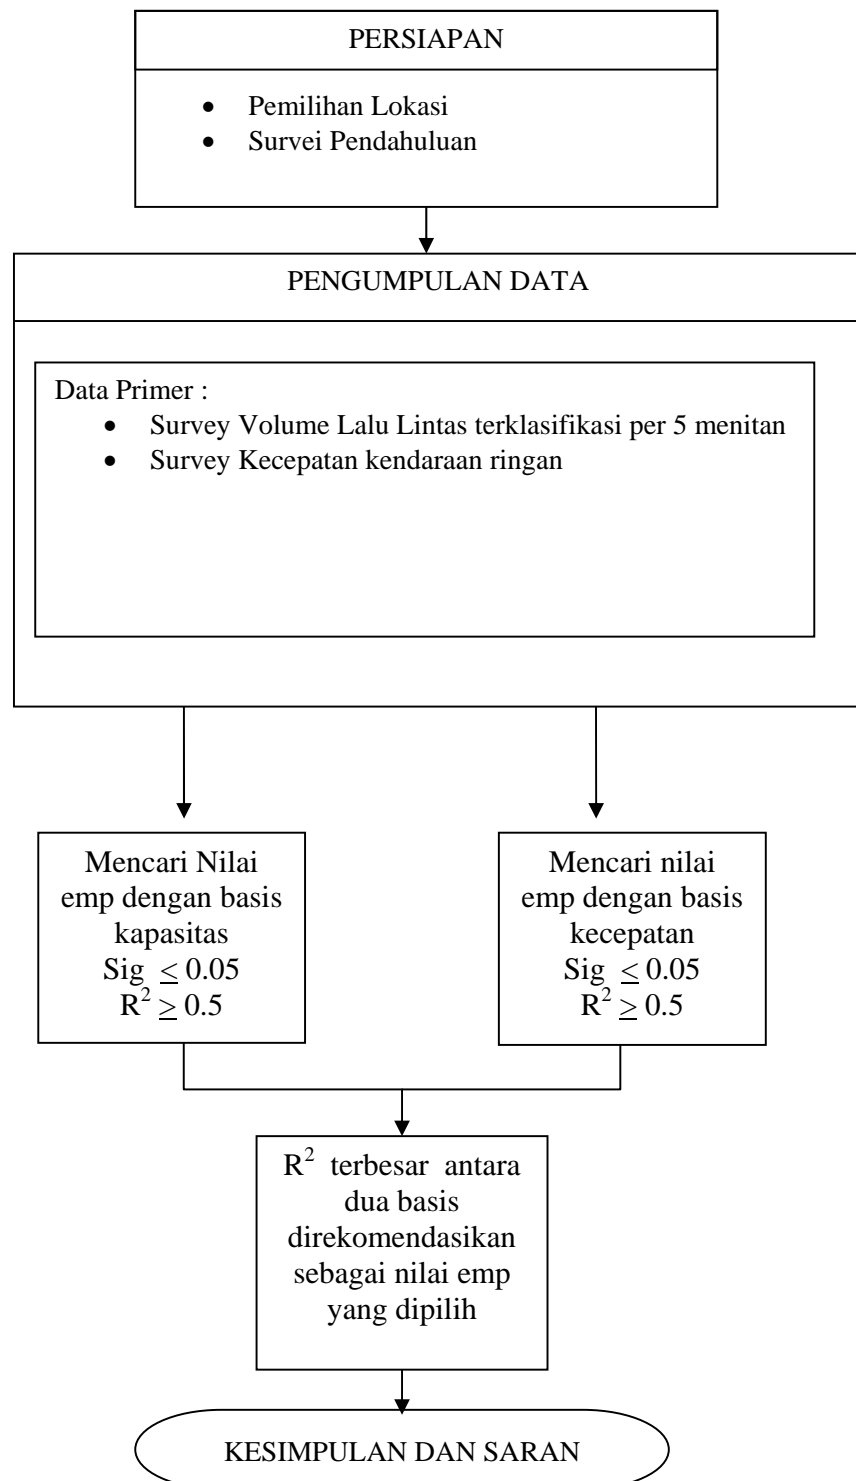 PERSIAPAN
• Pemilihan Lokasi
• Survei Pendahuluan
PENGUMPULAN DATA
Data Primer :
• Survey Volume Lalu Lintas terklasifikasi per 5 menitan
• Survey Kecepatan kendaraan ringan
Mencari Nilai
emp dengan basis
kapasitas
Sig ≤ 0.05
R² ≥ 0.5
Mencari nilai
emp dengan basis
kecepatan
Sig ≤ 0.05
R² ≥ 0.5
R² terbesar antara
dua basis
direkomendasikan
sebagai nilai emp
yang dipilih
KESIMPULAN DAN SARAN